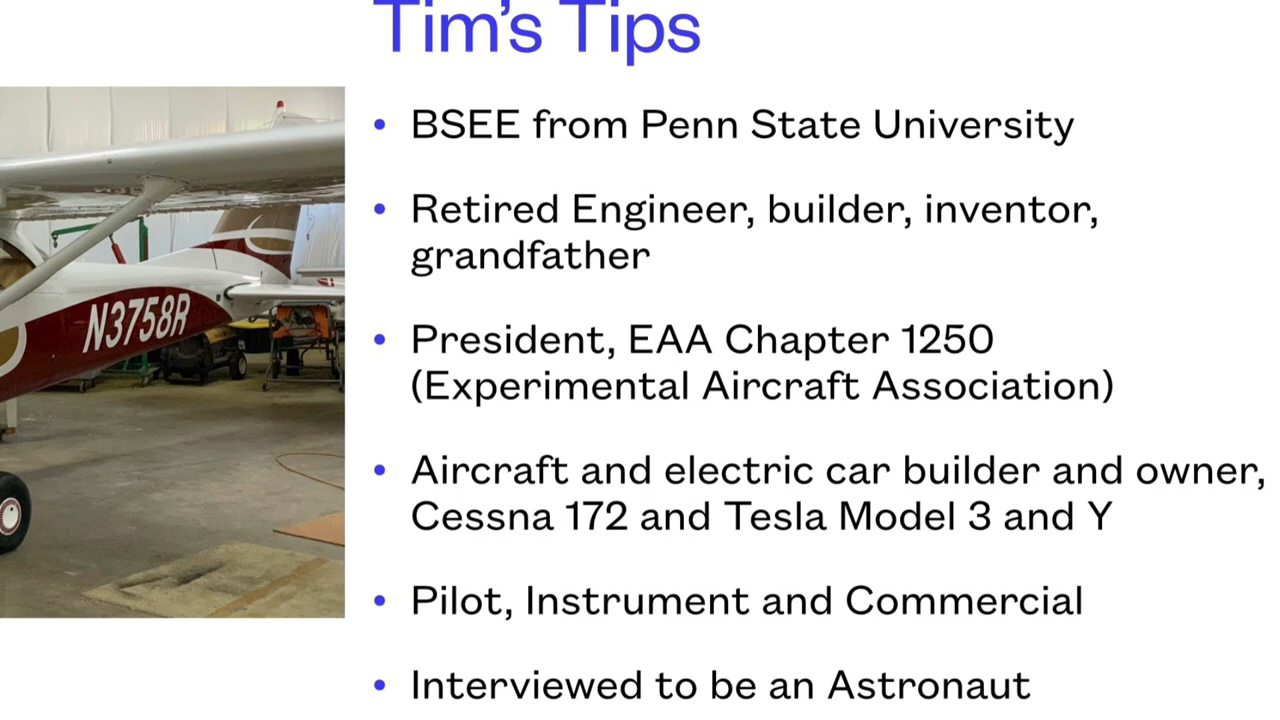 Tim's Tips
• BSEE from Penn State University
• Retired Engineer, builder, inventor,
grandfather
N3758R
• President, EAA Chapter 1250
(Experimental Aircraft Association)
• Aircraft and electric car builder and owner,
Cessna 172 and Tesla Model 3 and Y
• Pilot, Instrument and Commercial
• Interviewed to be an Astronaut